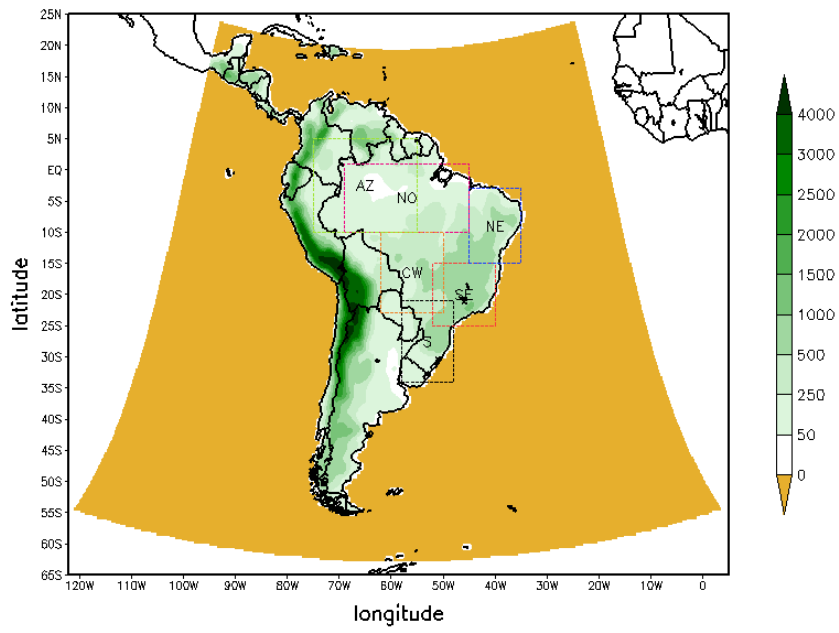 25N
20N
15N
10N
5N
EQ
5S
10S
15S
20S
25S
30S
35S
40S
45S
50S
55S
60S
65S
latitude
AZ
NO
NE
CW
SE
S
120W 110W 100W 90W 80W 70W 60W 50W 40W 30W 20W 10W 0
longitude
4000
3000
2500
2000
1500
1000
500
250
50
0